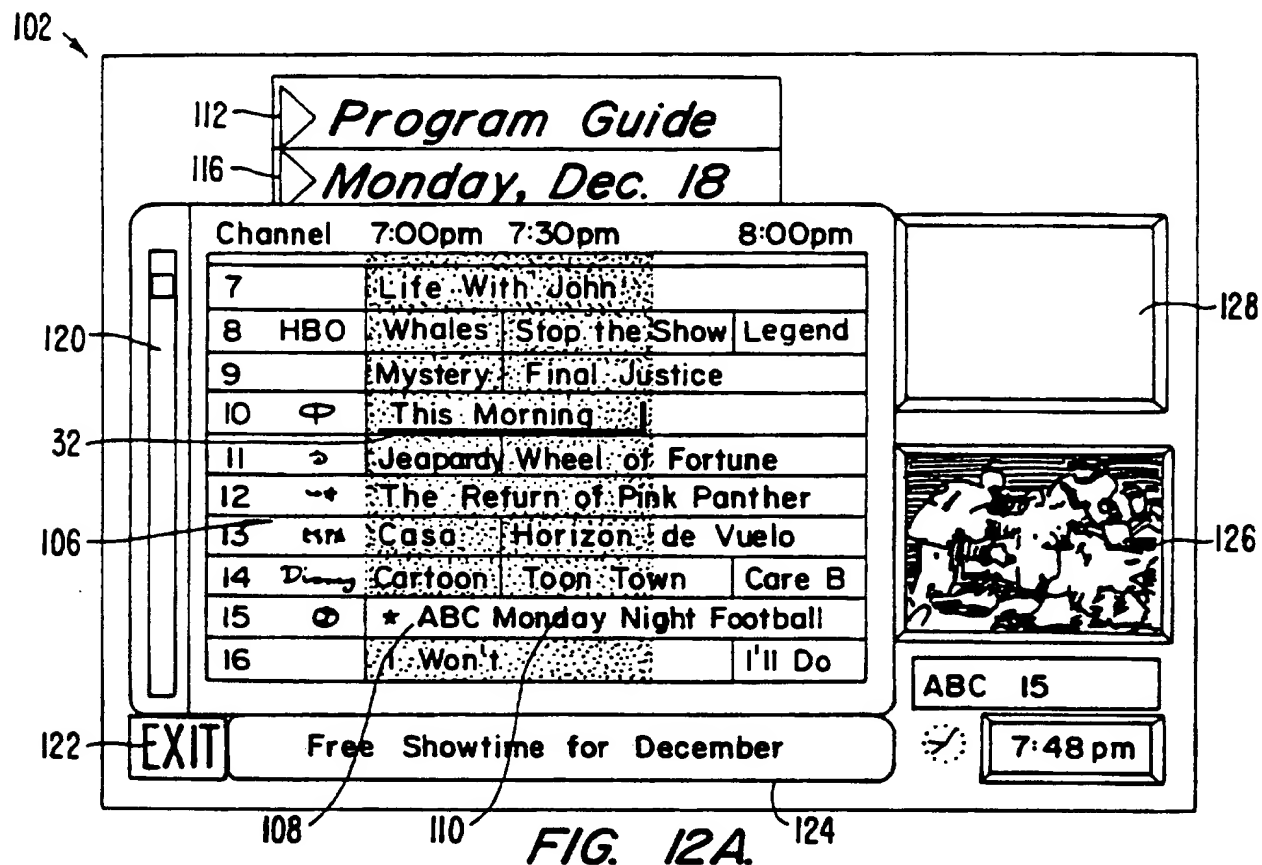 102
112
Program Guide
116
Monday, Dec. 18
Channel 7:00pm 7:30pm 8:00pm
7 Life With John
8 HBO Whales Stop the Show Legend
128
120
9 Mystery Final Justice
10 This Morning
32
11 Jeapardy Wheel of Fortune
12 The Return of Pink Panther
106
13 Casa Horizon de Vuelo
126
14 Disney Cartoon Toon Town Care B
15 * ABC Monday Night Football
16 I Won't I'll Do
ABC 15
122
EXIT
Free Showtime for December
7:48 pm
108
110
124
FIG. 12A.